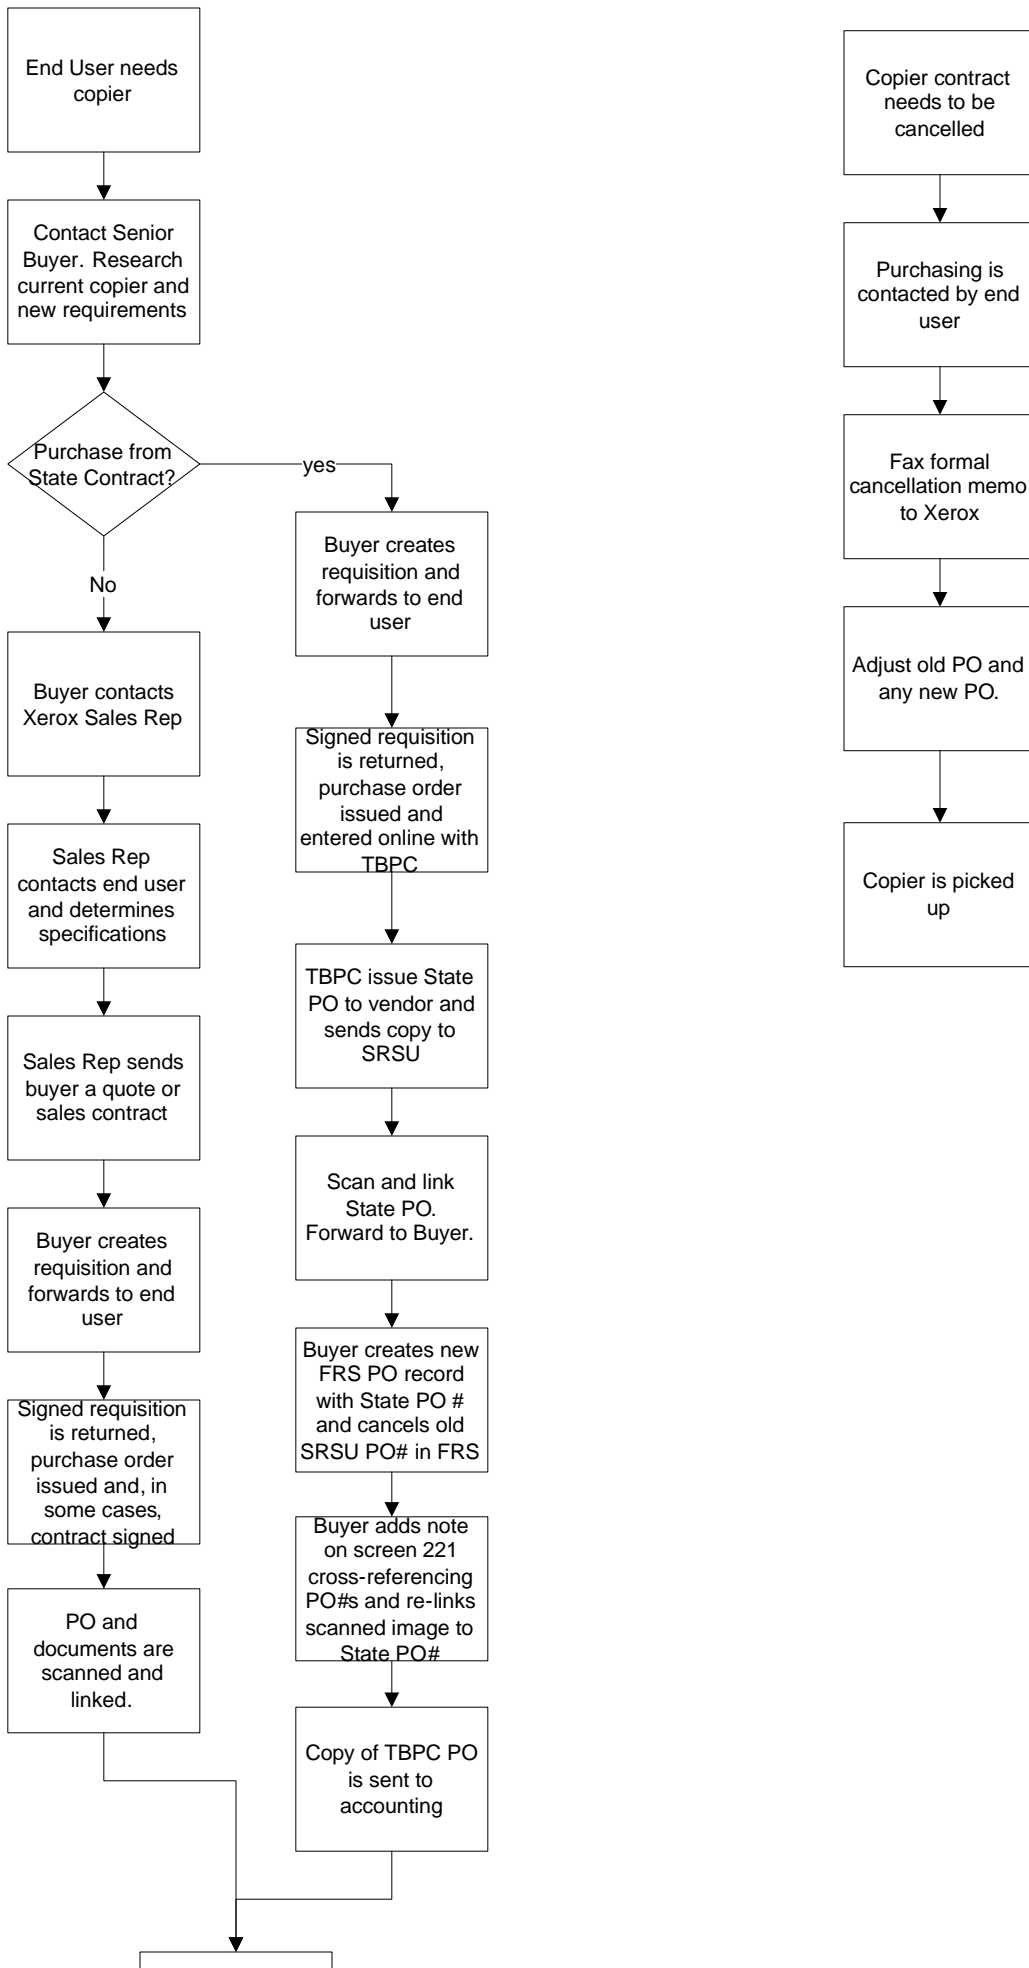 End User needs
copier
Contact Senior
Buyer. Research
current copier and
new requirements
Purchase from
State Contract?
yes
No
Buyer contacts
Xerox Sales Rep
Sales Rep
contacts end user
and determines
specifications
Sales Rep sends
buyer a quote or
sales contract
Buyer creates
requisition and
forwards to end
user
Signed requisition
is returned,
purchase order
issued and, in
some cases,
contract signed
PO and
documents are
scanned and
linked.
Buyer creates
requisition and
forwards to end
user
Signed requisition
is returned,
purchase order
issued and
entered online with
TBPC
TBPC issue State
PO to vendor and
sends copy to
SRSU
Scan and link
State PO.
Forward to Buyer.
Buyer creates new
FRS PO record
with State PO #
and cancels old
SRSU PO# in FRS
Buyer adds note
on screen 221
cross-referencing
PO#s and re-links
scanned image to
State PO#
Copy of TBPC PO
is sent to
accounting
Copier contract
needs to be
cancelled
Purchasing is
contacted by end
user
Fax formal
cancellation memo
to Xerox
Adjust old PO and
any new PO.
Copier is picked
up